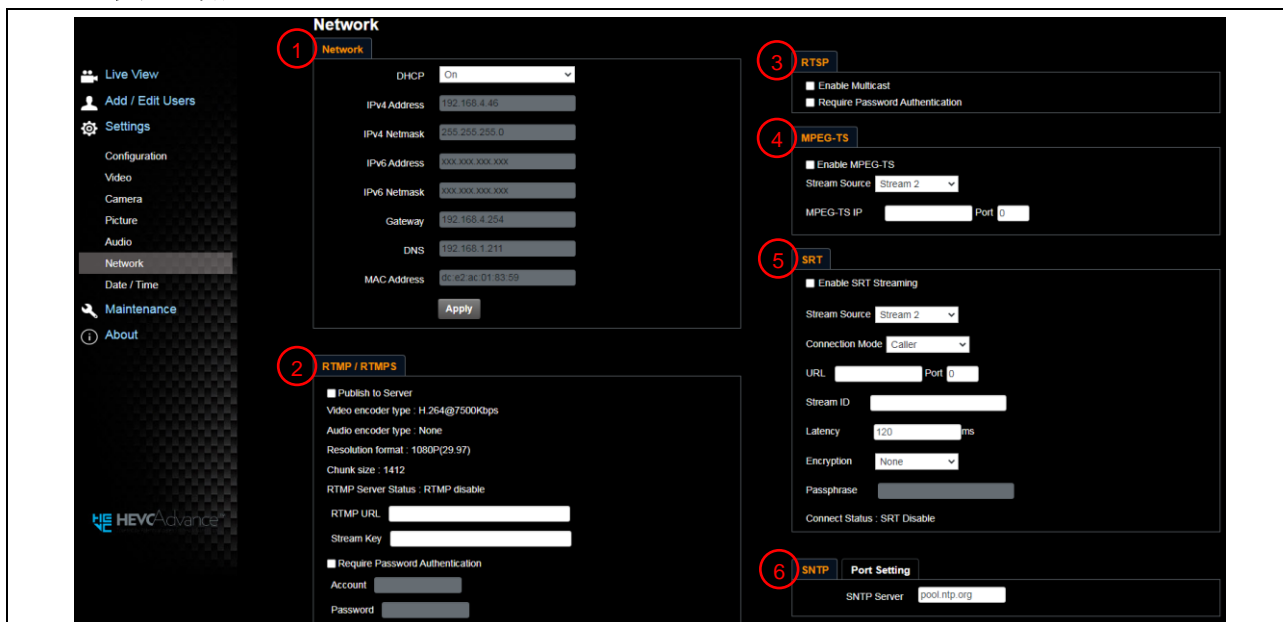 Network
Live View
Add / Edit Users
Settings
Configuration
Video
Camera
Picture
Audio
Network
Date / Time
Maintenance
About
HEVCAdvance
1
Network
DHCP On
IPv4 Address 192.168.4.46
IPv4 Netmask 255.255.255.0
IPv6 Address xxx.xxx.xxx.xxx
IPv6 Netmask xxx.xxx.xxx.xxx
Gateway 192.168.4.254
DNS 192.168.1.211
MAC Address dc:e2:ac:01:83:59
Apply
2
RTMP / RTMPS
Publish to Server
Video encoder type : H.264@7500Kbps
Audio encoder type : None
Resolution format : 1080P(29.97)
Chunk size : 1412
RTMP Server Status : RTMP disable
RTMP URL
Stream Key
Require Password Authentication
Account
Password
3
RTSP
Enable Multicast
Require Password Authentication
4
MPEG-TS
Enable MPEG-TS
Stream Source Stream 2
MPEG-TS IP Port 0
5
SRT
Enable SRT Streaming
Stream Source Stream 2
Connection Mode Caller
URL Port 0
Stream ID
Latency 120 ms
Encryption None
Passphrase
Connect Status : SRT Disable
6
SNTP Port Setting
SNTP Server pool.ntp.org